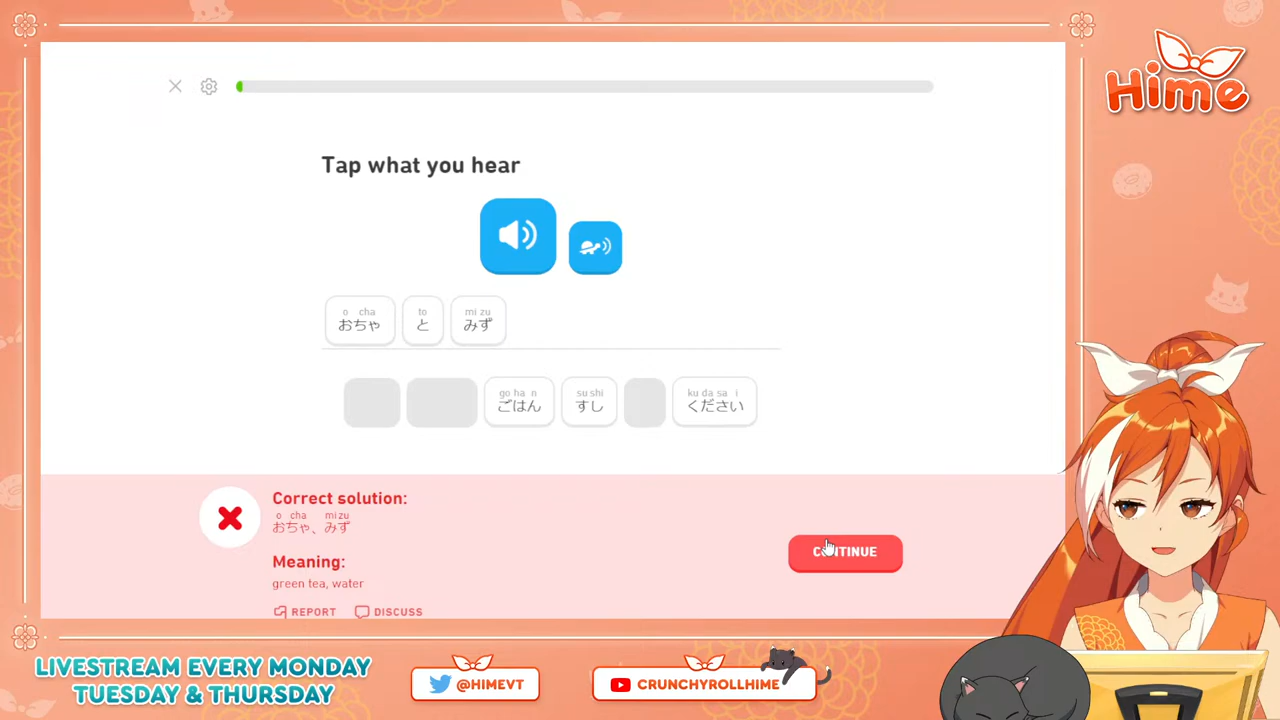 Hime
Tap what you hear
o cha to mi zu
おちゃ と みず
go ha n su shi ku da sa i
ごはん すし ください
Correct solution:
o cha mi zu
おちゃ、みず
CONTINUE
Meaning:
green tea, water
REPORT DISCUSS
LIVESTREAM EVERY MONDAY
TUESDAY & THURSDAY
@HIMEVT
CRUNCHYROLLHIME